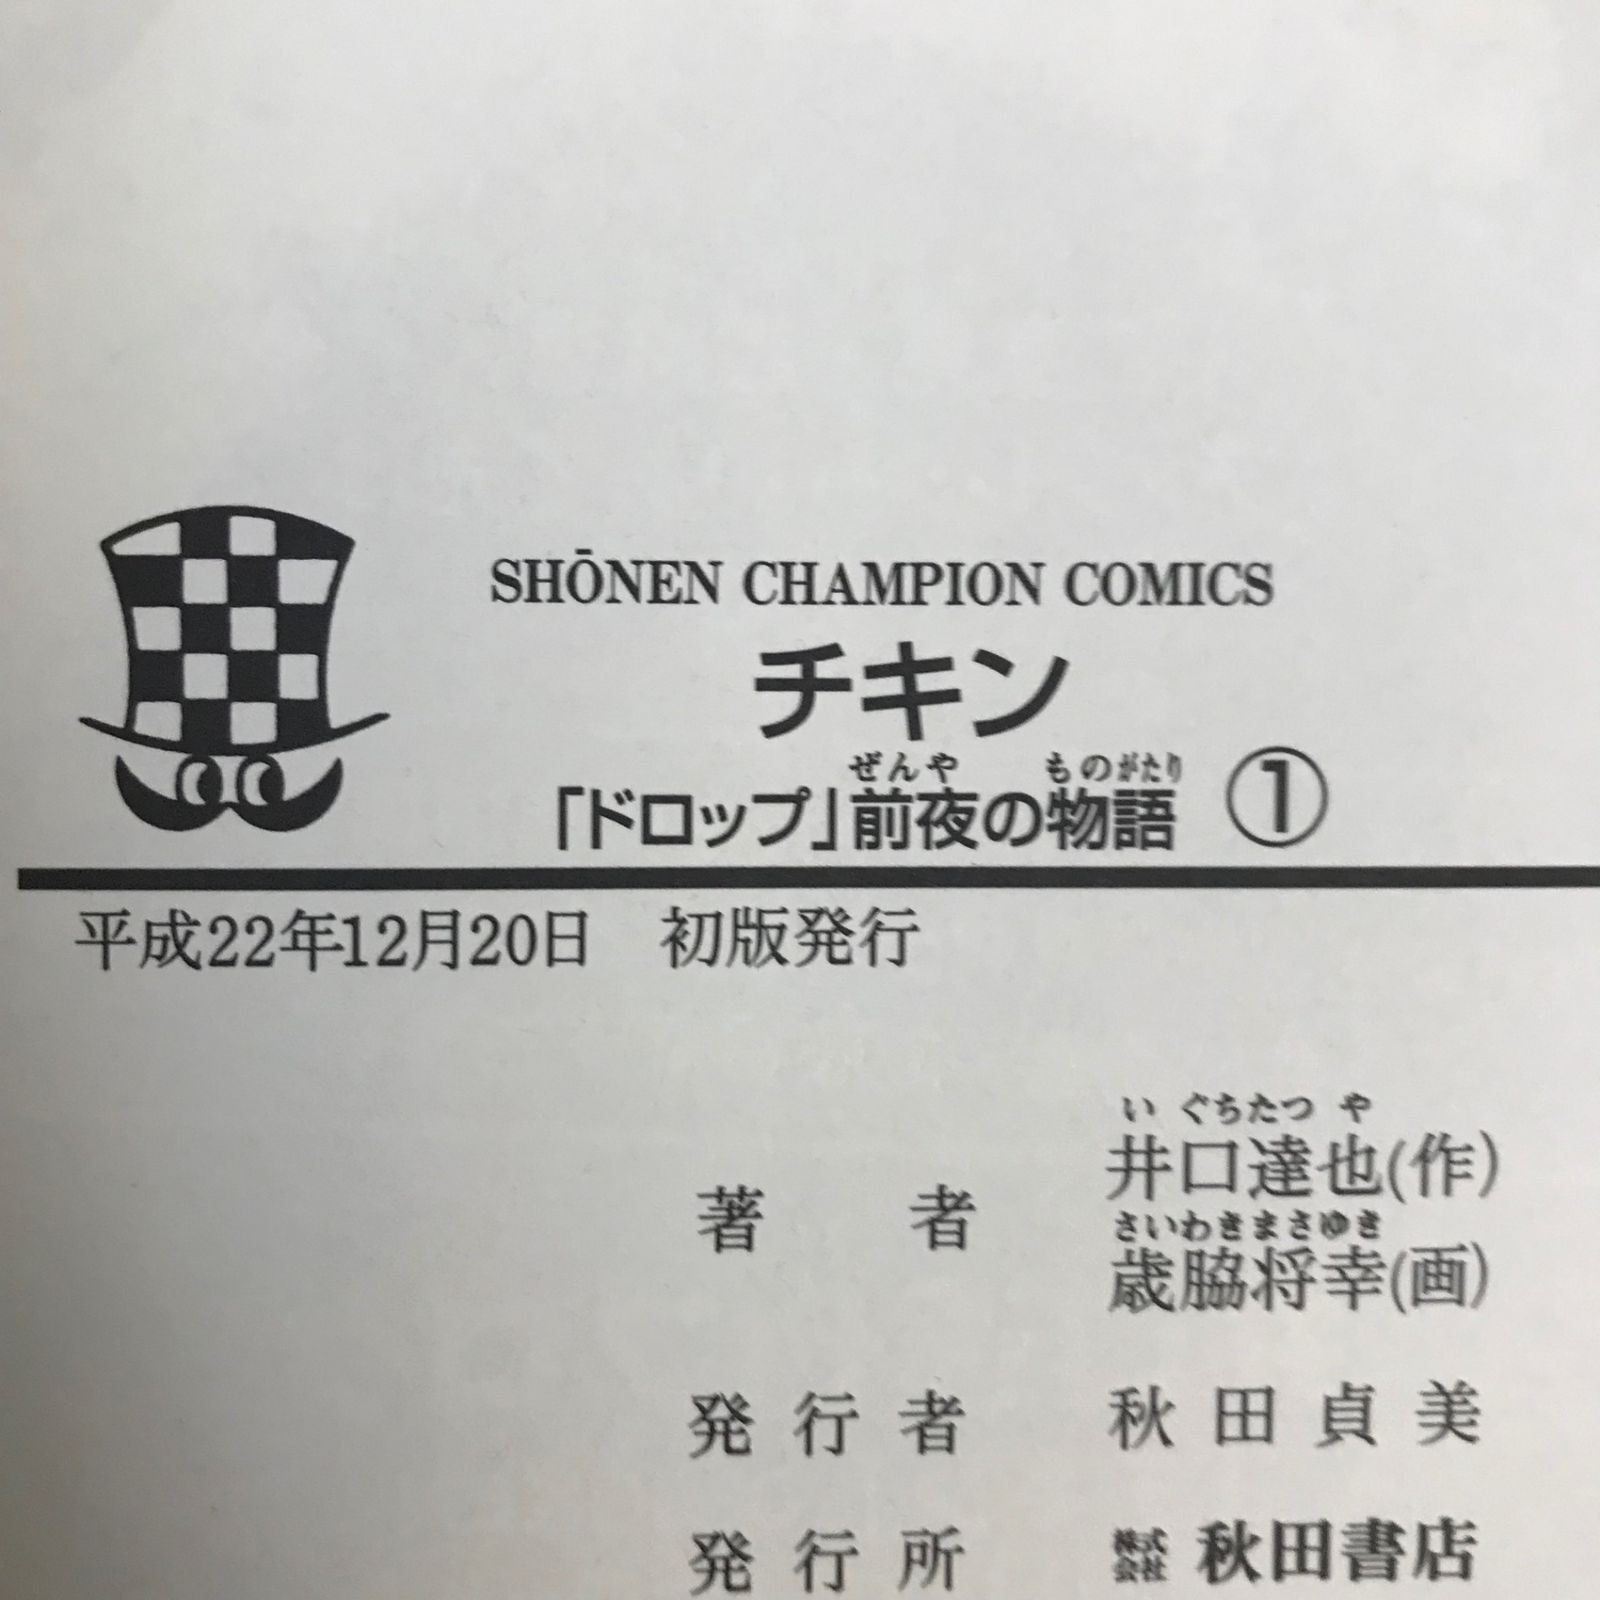 SHŌNEN CHAMPION COMICS
チキン
ぜんや ものがたり
「ドロップ」前夜の物語 ①
平成22年12月20日 初版発行
いぐちたつや
井口達也(作)
著者
さいわきまさゆき
歳脇将幸(画)
発行者 秋田貞美
発行所 株式会社 秋田書店